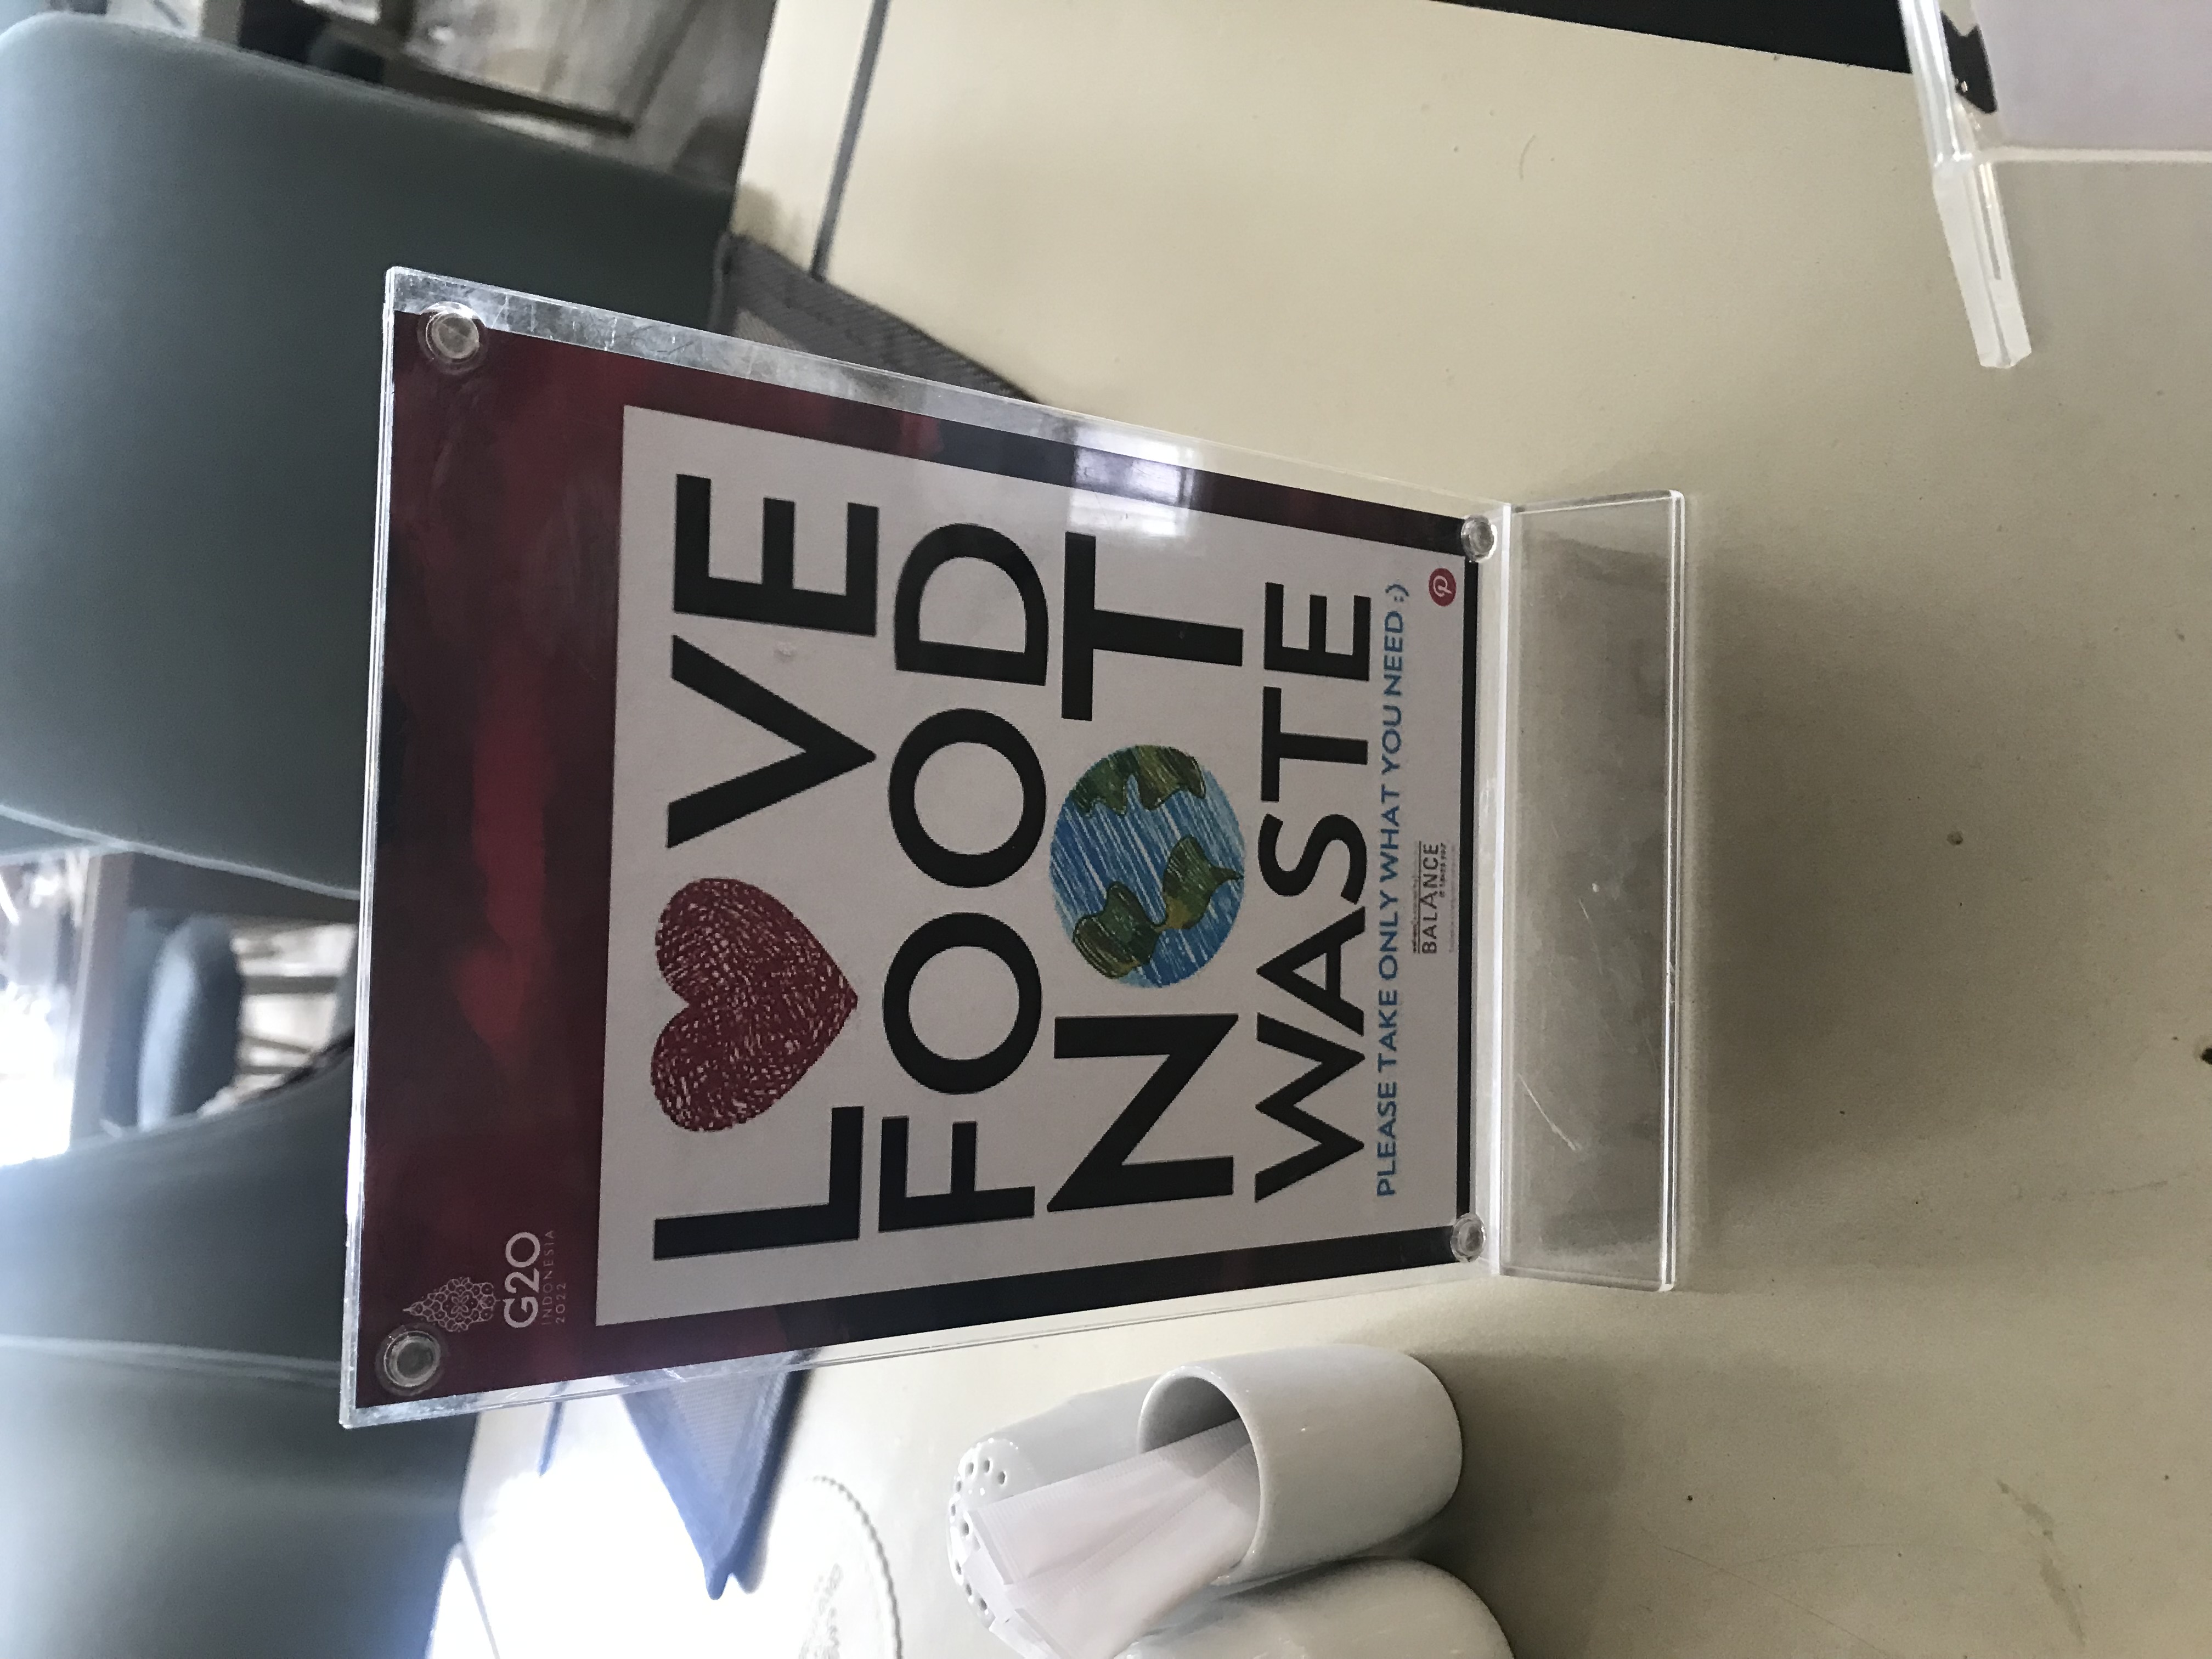 G20
INDONESIA
2022
L VE
FOOD
N T
WASTE
PLEASE TAKE ONLY WHAT YOU NEED :)
BALANCE